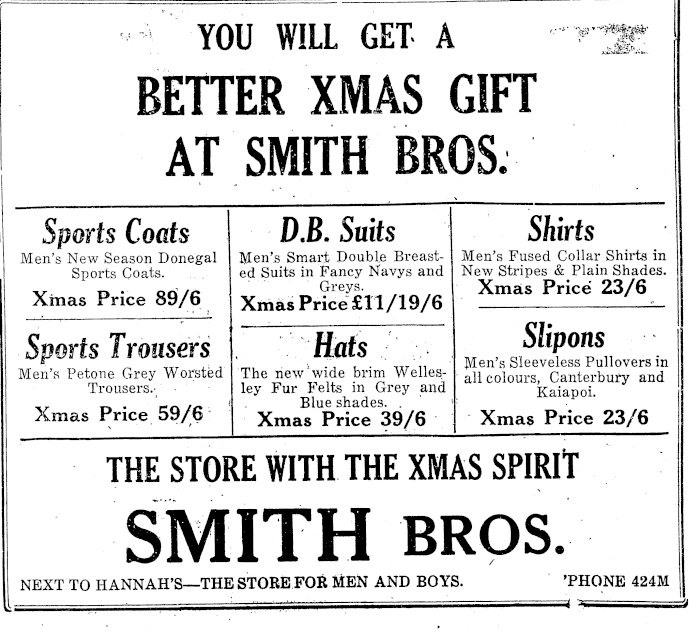 YOU WILL GET A
BETTER XMAS GIFT
AT SMITH BROS.
Sports Coats
Men's New Season Donegal
Sports Coats.
Xmas Price 89/6
Sports Trousers
Men's Petone Grey Worsted
Trousers.
Xmas Price 59/6
D.B. Suits
Men's Smart Double Breast-
ed Suits in Fancy Navys and
Greys.
Xmas Price £11/19/6
Hats
The new wide brim Welles-
ley Fur Felts in Grey and
Blue shades.
Xmas Price 39/6
Shirts
Men's Fused Collar Shirts in
New Stripes & Plain Shades.
Xmas Price 23/6
Slipons
Men's Sleeveless Pullovers in
all colours, Canterbury and
Kaiapoi.
Xmas Price 23/6
THE STORE WITH THE XMAS SPIRIT
SMITH BROS.
NEXT TO HANNAH'S—THE STORE FOR MEN AND BOYS. 'PHONE 424M